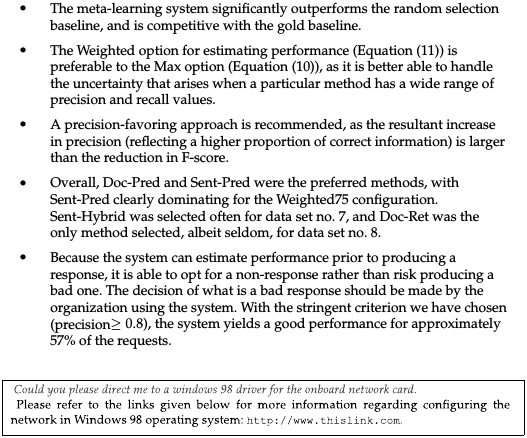 • The meta-learning system significantly outperforms the random selection
baseline, and is competitive with the gold baseline.
• The Weighted option for estimating performance (Equation (11)) is
preferable to the Max option (Equation (10)), as it is better able to handle
the uncertainty that arises when a particular method has a wide range of
precision and recall values.
• A precision-favoring approach is recommended, as the resultant increase
in precision (reflecting a higher proportion of correct information) is larger
than the reduction in F-score.
• Overall, Doc-Pred and Sent-Pred were the preferred methods, with
Sent-Pred clearly dominating for the Weighted75 configuration.
Sent-Hybrid was selected often for data set no. 7, and Doc-Ret was the
only method selected, albeit seldom, for data set no. 8.
• Because the system can estimate performance prior to producing a
response, it is able to opt for a non-response rather than risk producing a
bad one. The decision of what is a bad response should be made by the
organization using the system. With the stringent criterion we have chosen
(precision≥ 0.8), the system yields a good performance for approximately
57% of the requests.
Could you please direct me to a windows 98 driver for the onboard network card.
Please refer to the links given below for more information regarding configuring the
network in Windows 98 operating system: http://www.thislink.com.